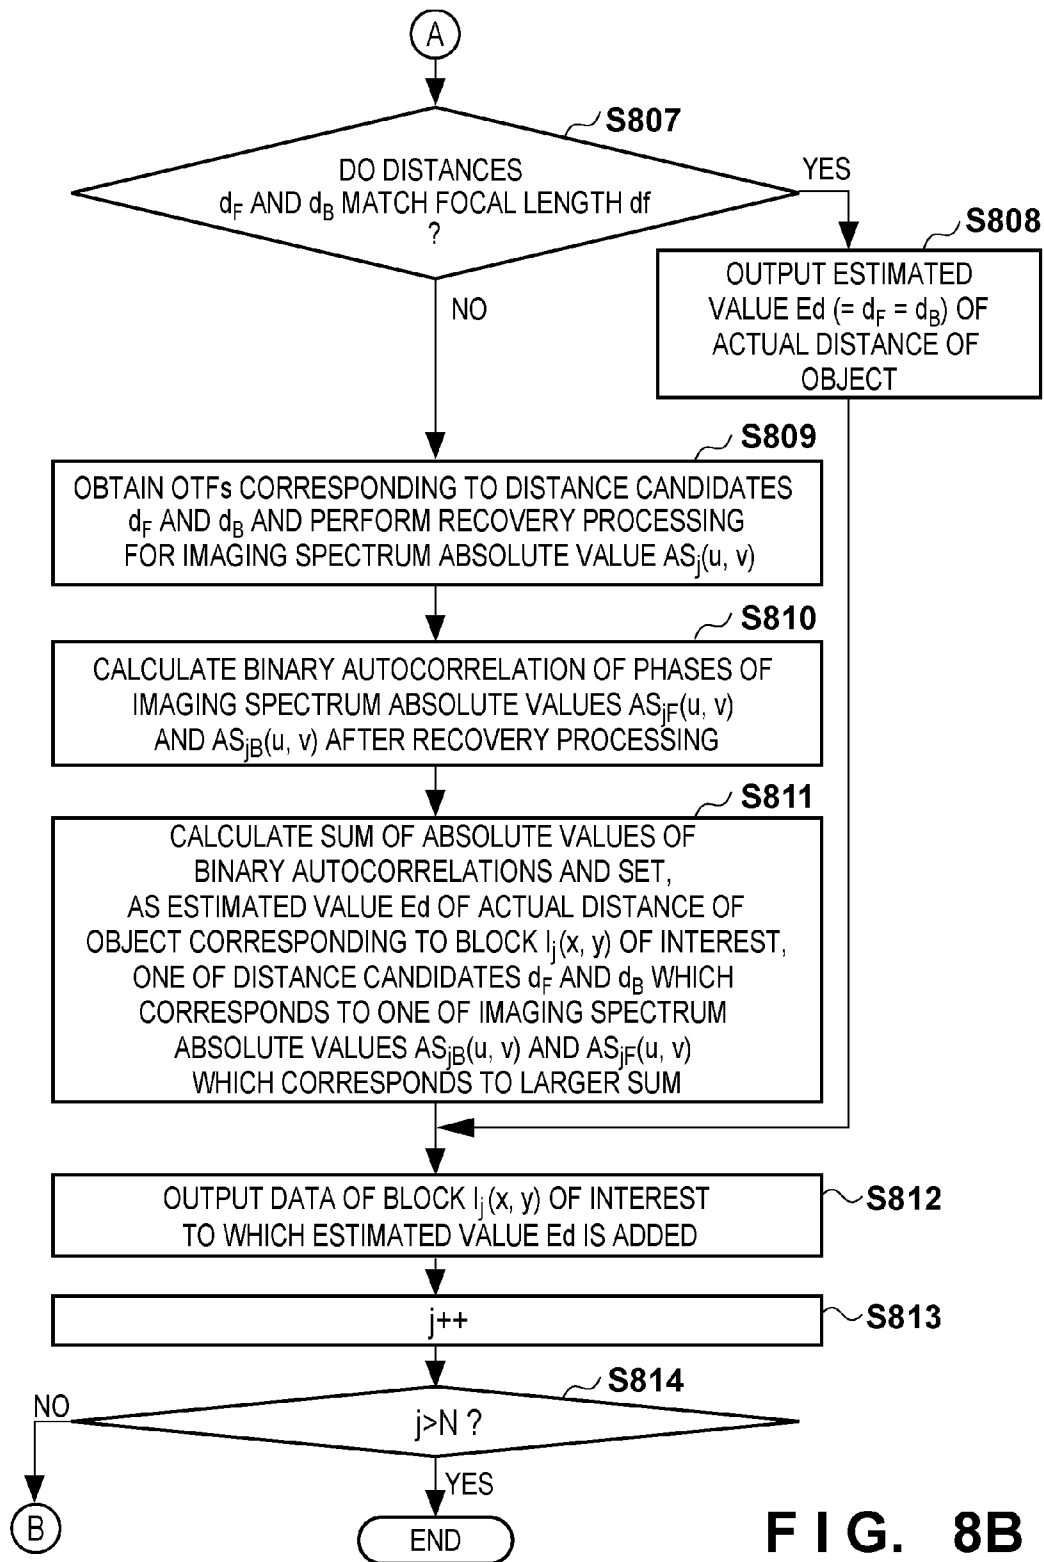 A
S807
DO DISTANCES
dF AND dB MATCH FOCAL LENGTH df
?
YES
NO
S808
OUTPUT ESTIMATED
VALUE Ed (= dF = dB) OF
ACTUAL DISTANCE OF
OBJECT
S809
OBTAIN OTFs CORRESPONDING TO DISTANCE CANDIDATES
dF AND dB AND PERFORM RECOVERY PROCESSING
FOR IMAGING SPECTRUM ABSOLUTE VALUE ASj(u, v)
S810
CALCULATE BINARY AUTOCORRELATION OF PHASES OF
IMAGING SPECTRUM ABSOLUTE VALUES ASjF(u, v)
AND ASjB(u, v) AFTER RECOVERY PROCESSING
S811
CALCULATE SUM OF ABSOLUTE VALUES OF
BINARY AUTOCORRELATIONS AND SET,
AS ESTIMATED VALUE Ed OF ACTUAL DISTANCE OF
OBJECT CORRESPONDING TO BLOCK Ij(x, y) OF INTEREST,
ONE OF DISTANCE CANDIDATES dF AND dB WHICH
CORRESPONDS TO ONE OF IMAGING SPECTRUM
ABSOLUTE VALUES ASjB(u, v) AND ASjF(u, v)
WHICH CORRESPONDS TO LARGER SUM
OUTPUT DATA OF BLOCK Ij(x, y) OF INTEREST
TO WHICH ESTIMATED VALUE Ed IS ADDED
S812
j++
S813
S814
j>N ?
NO
YES
B
END
FIG. 8B